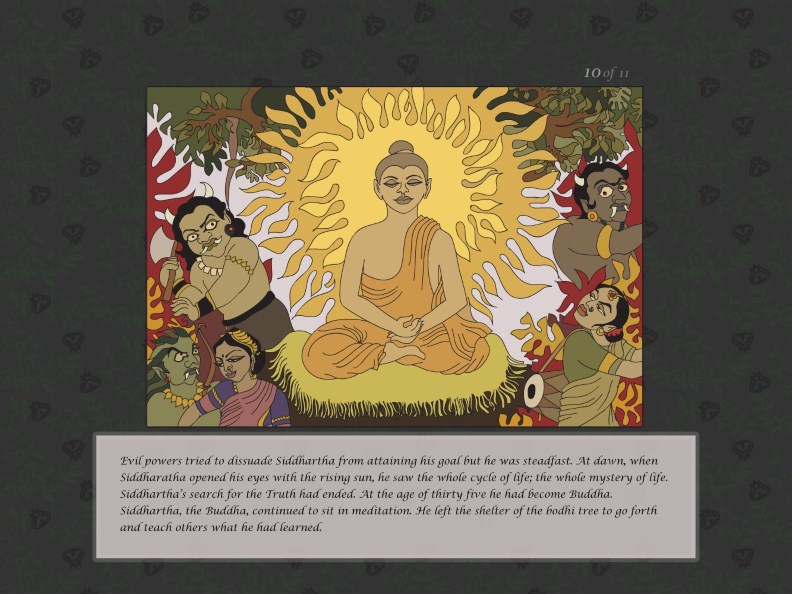 10 of 11
Evil powers tried to dissuade Siddhartha from attaining his goal but he was steadfast. At dawn, when
Siddharatha opened his eyes with the rising sun, he saw the whole cycle of life; the whole mystery of life.
Siddhartha's search for the Truth had ended. At the age of thirty five he had become Buddha.
Siddhartha, the Buddha, continued to sit in meditation. He left the shelter of the bodhi tree to go forth
and teach others what he had learned.